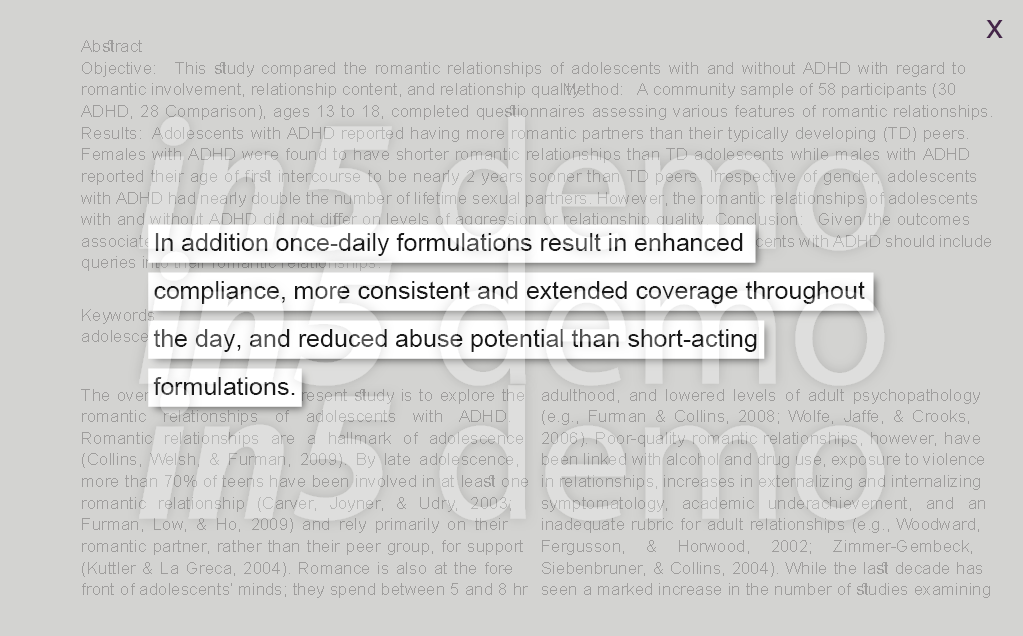 X
Abstract
Objective: This study compared the romantic relationships of adolescents with and without ADHD with regard to
romantic involvement, relationship content, and relationship quality. Method: A community sample of 58 participants (30
ADHD, 28 Comparison), ages 13 to 18, completed questionnaires assessing various features of romantic relationships.
Results: Adolescents with ADHD reported having more romantic partners than their typically developing (TD) peers.
Females with ADHD were found to have shorter romantic relationships than TD adolescents while males with ADHD
reported their age of first intercourse to be nearly 2 years sooner than TD peers. Irrespective of gender, adolescents
with ADHD had nearly double the number of lifetime sexual partners. However, the romantic relationships of adolescents
with and without ADHD did not differ on levels of aggression or relationship quality. Conclusion: Given the outcomes
associate cents with ADHD should include
queries into their romantic relationships.
In addition once-daily formulations result in enhanced
compliance, more consistent and extended coverage throughout
the day, and reduced abuse potential than short-acting
formulations.
Keywords
adolesce
The over resent study is to explore the
romantic relationships of adolescents with ADHD.
Romantic relationships are a hallmark of adolescence
(Collins, Welsh, & Furman, 2009). By late adolescence,
more than 70% of teens have been involved in at least one
romantic relationship (Carver, Joyner, & Udry, 2003;
Furman, Low, & Ho, 2009) and rely primarily on their
romantic partner, rather than their peer group, for support
(Kuttler & La Greca, 2004). Romance is also at the fore
front of adolescents' minds; they spend between 5 and 8 hr
adulthood, and lowered levels of adult psychopathology
(e.g., Furman & Collins, 2008; Wolfe, Jaffe, & Crooks,
2006). Poor-quality romantic relationships, however, have
been linked with alcohol and drug use, exposure to violence
in relationships, increases in externalizing and internalizing
symptomatology, academic underachievement, and an
inadequate rubric for adult relationships (e.g., Woodward,
Fergusson, & Horwood, 2002; Zimmer-Gembeck,
Siebenbruner, & Collins, 2004). While the last decade has
seen a marked increase in the number of studies examining
in5 demo
in5 demo
in5 demo